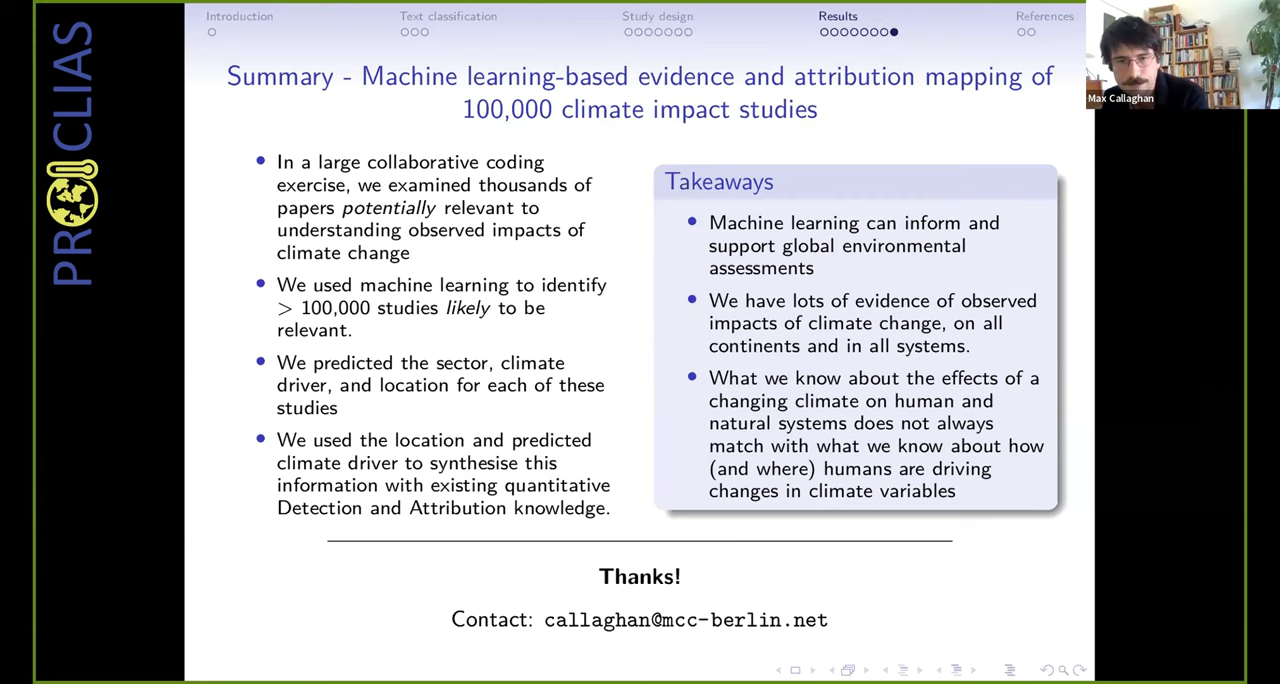 PROCLIAS
Introduction
Text classification
Study design
Results
References
Summary - Machine learning-based evidence and attribution mapping of
100,000 climate impact studies
Max Callaghan
• In a large collaborative coding
exercise, we examined thousands of
papers potentially relevant to
understanding observed impacts of
climate change
• We used machine learning to identify
> 100,000 studies likely to be
relevant.
• We predicted the sector, climate
driver, and location for each of these
studies
• We used the location and predicted
climate driver to synthesise this
information with existing quantitative
Detection and Attribution knowledge.
Takeaways
• Machine learning can inform and
support global environmental
assessments
• We have lots of evidence of observed
impacts of climate change, on all
continents and in all systems.
• What we know about the effects of a
changing climate on human and
natural systems does not always
match with what we know about how
(and where) humans are driving
changes in climate variables
Thanks!
Contact: callaghan@mcc-berlin.net